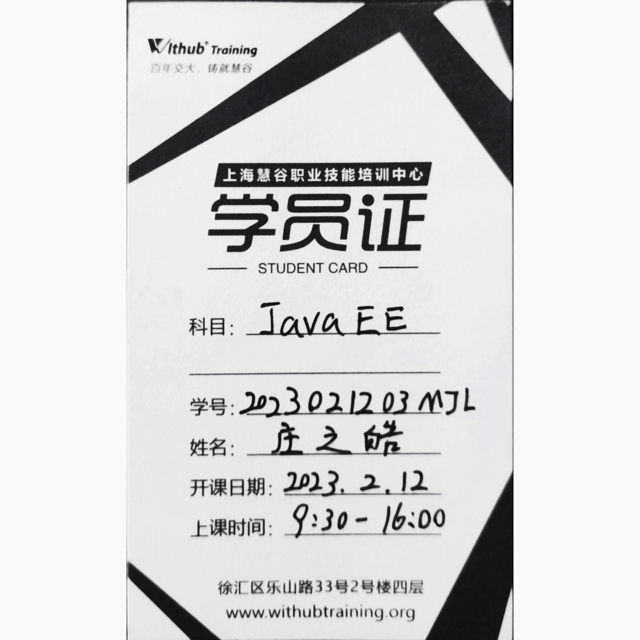 Withub® Training
百年交大，铸就慧谷
上海慧谷职业技能培训中心
学员证
STUDENT CARD
科目：Java EE
学号：2023021203MJL
姓名：庄之皓
开课日期：2023.2.12
上课时间：9:30-16:00
徐汇区乐山路33号2号楼四层
www.withubtraining.org